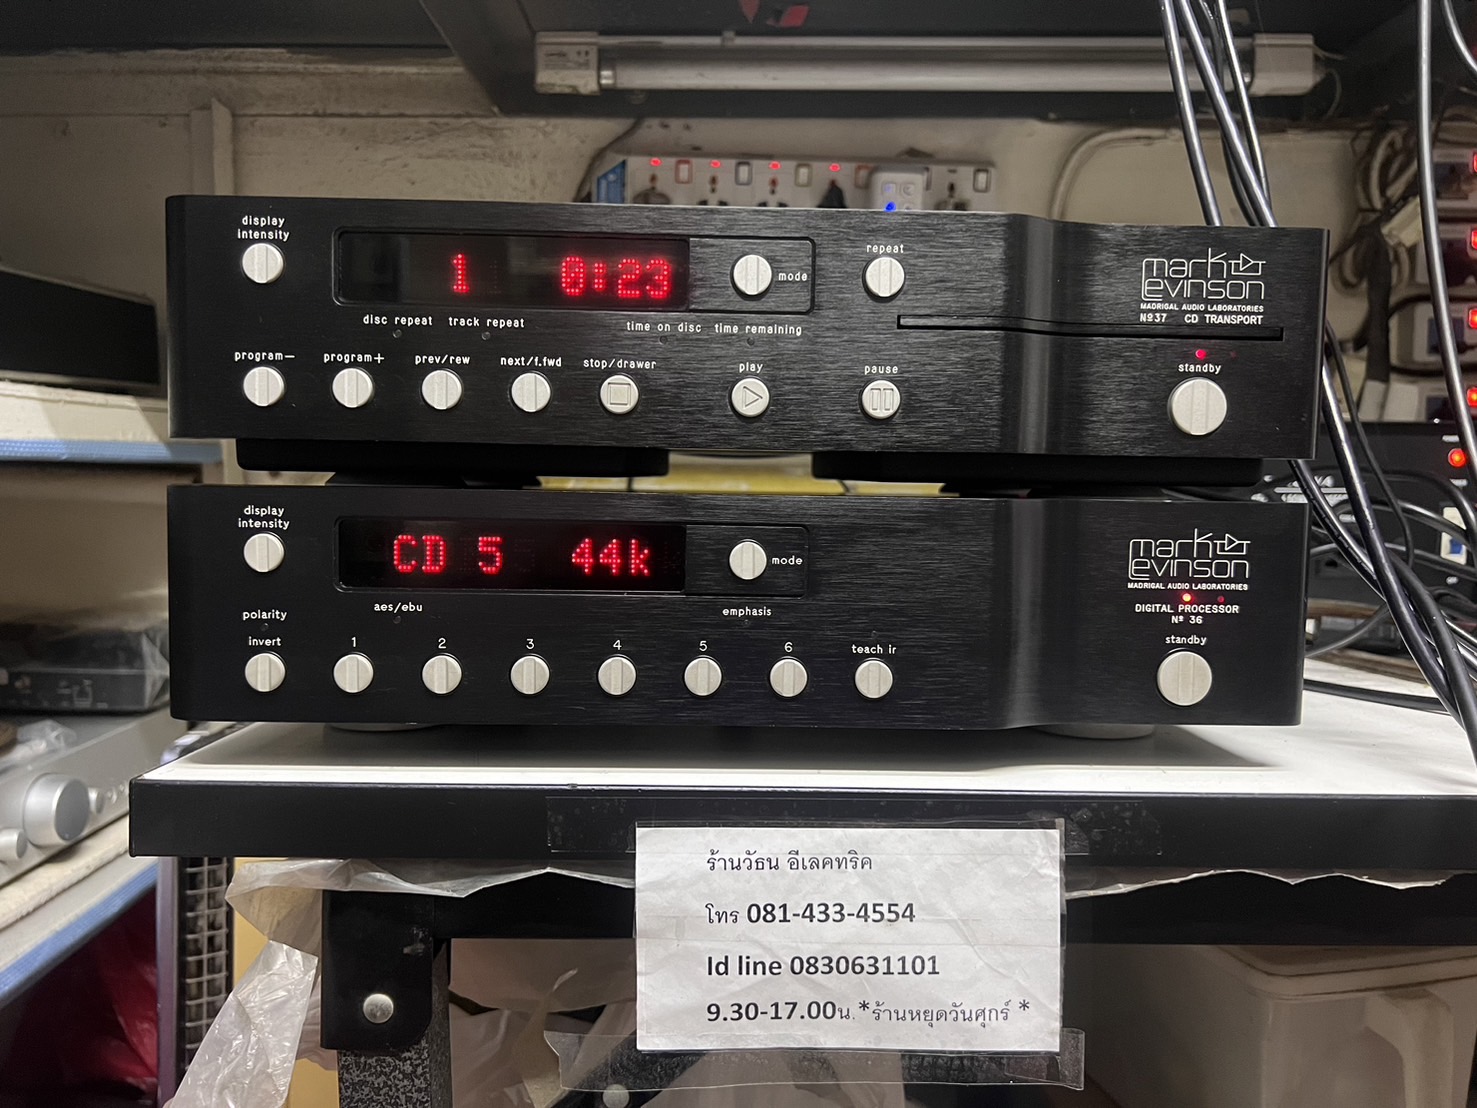 display
intensity
1 0:23
mode
repeat
mark
levinson
MADRIGAL AUDIO LABORATORIES
Nº37 CD TRANSPORT
disc repeat track repeat
time on disc time remaining
program− program+ prev/rew next/f.fwd stop/drawer play pause
standby
display
intensity
CD 5 44k
mode
mark
levinson
MADRIGAL AUDIO LABORATORIES
DIGITAL PROCESSOR
Nº 36
aes/ebu
emphasis
polarity
invert 1 2 3 4 5 6 teach ir
standby
ร้านวัธน อีเลคทริค
โทร 081-433-4554
Id line 0830631101
9.30-17.00น.*ร้านหยุดวันศุกร์ *